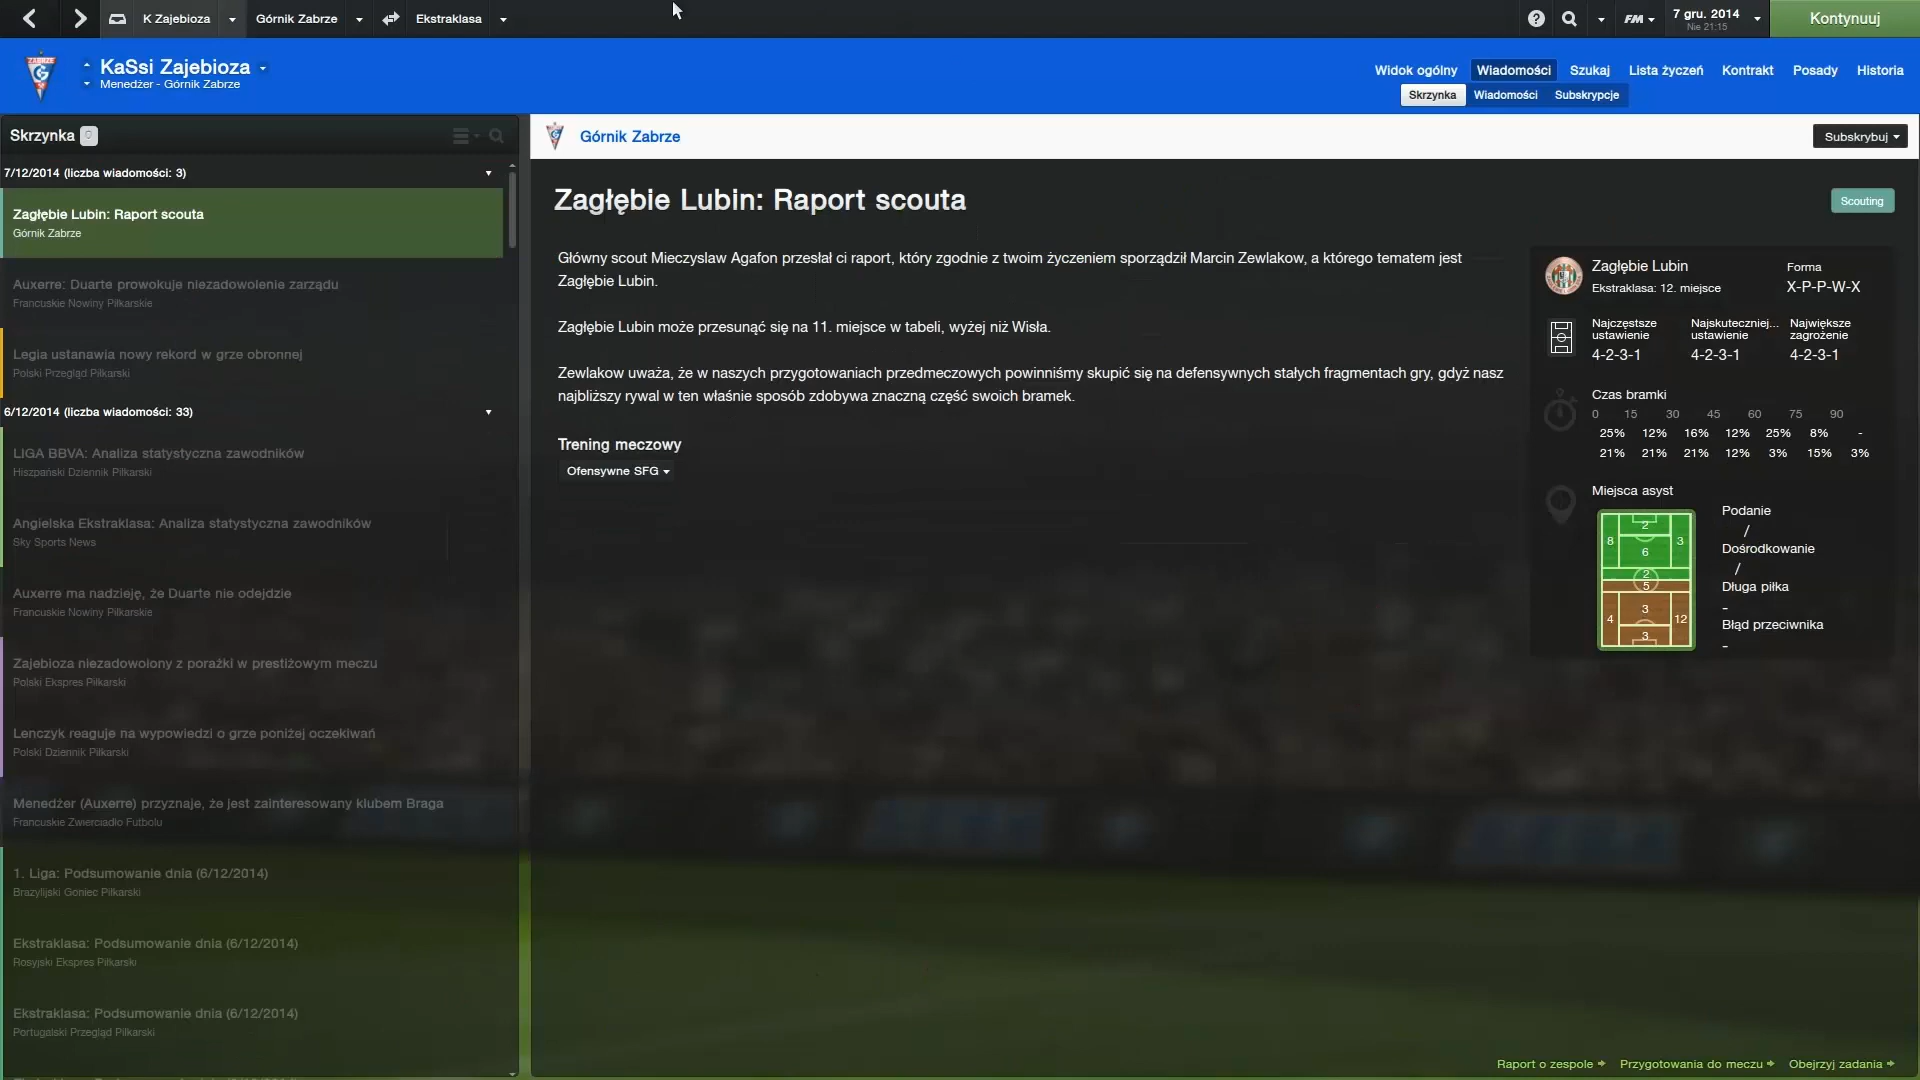 K Zajebioza
Górnik Zabrze
Ekstraklasa
FM
7 gru. 2014
Nie 21:15
Kontynuuj
KaSsi Zajebioza
Menedżer - Górnik Zabrze
Widok ogólny
Wiadomości
Szukaj
Lista życzeń
Kontrakt
Posady
Historia
Skrzynka
Wiadomości
Subskrypcje
Skrzynka
Górnik Zabrze
Subskrybuj
7/12/2014 (liczba wiadomości: 3)
Zagłębie Lubin: Raport scouta
Górnik Zabrze
Auxerre: Duarte prowokuje niezadowolenie zarządu
Francuskie Nowiny Piłkarskie
Legia ustanawia nowy rekord w grze obronnej
Polski Przegląd Piłkarski
6/12/2014 (liczba wiadomości: 33)
LIGA BBVA: Analiza statystyczna zawodników
Hiszpański Dziennik Piłkarski
Angielska Ekstraklasa: Analiza statystyczna zawodników
Sky Sports News
Auxerre ma nadzieję, że Duarte nie odejdzie
Francuskie Nowiny Piłkarskie
Zajebioza niezadowolony z porażki w prestiżowym meczu
Polski Ekspres Piłkarski
Lenczyk reaguje na wypowiedzi o grze poniżej oczekiwań
Polski Dziennik Piłkarski
Menedżer (Auxerre) przyznaje, że jest zainteresowany klubem Braga
Francuskie Zwierciadło Futbolu
1. Liga: Podsumowanie dnia (6/12/2014)
Brazylijski Goniec Piłkarski
Ekstraklasa: Podsumowanie dnia (6/12/2014)
Rosyjski Ekspres Piłkarski
Ekstraklasa: Podsumowanie dnia (6/12/2014)
Portugalski Przegląd Piłkarski
Zagłębie Lubin: Raport scouta
Scouting
Główny scout Mieczyslaw Agafon przesłał ci raport, który zgodnie z twoim życzeniem sporządził Marcin Zewlakow, a którego tematem jest
Zagłębie Lubin.
Zagłębie Lubin może przesunąć się na 11. miejsce w tabeli, wyżej niż Wisła.
Zewlakow uważa, że w naszych przygotowaniach przedmeczowych powinniśmy skupić się na defensywnych stałych fragmentach gry, gdyż nasz
najbliższy rywal w ten właśnie sposób zdobywa znaczną część swoich bramek.
Trening meczowy
Ofensywne SFG
Zagłębie Lubin
Ekstraklasa: 12. miejsce
Forma
X-P-P-W-X
Najczęstsze
ustawienie
4-2-3-1
Najskuteczniej...
ustawienie
4-2-3-1
Największe
zagrożenie
4-2-3-1
Czas bramki
0 15 30 45 60 75 90
25% 12% 16% 12% 25% 8% -
21% 21% 21% 12% 3% 15% 3%
Miejsca asyst
2
8 3
6
2
5
3
4 12
3
Podanie
/
Dośrodkowanie
/
Długa piłka
-
Błąd przeciwnika
-
Raport o zespole
Przygotowania do meczu
Obejrzyj zadania